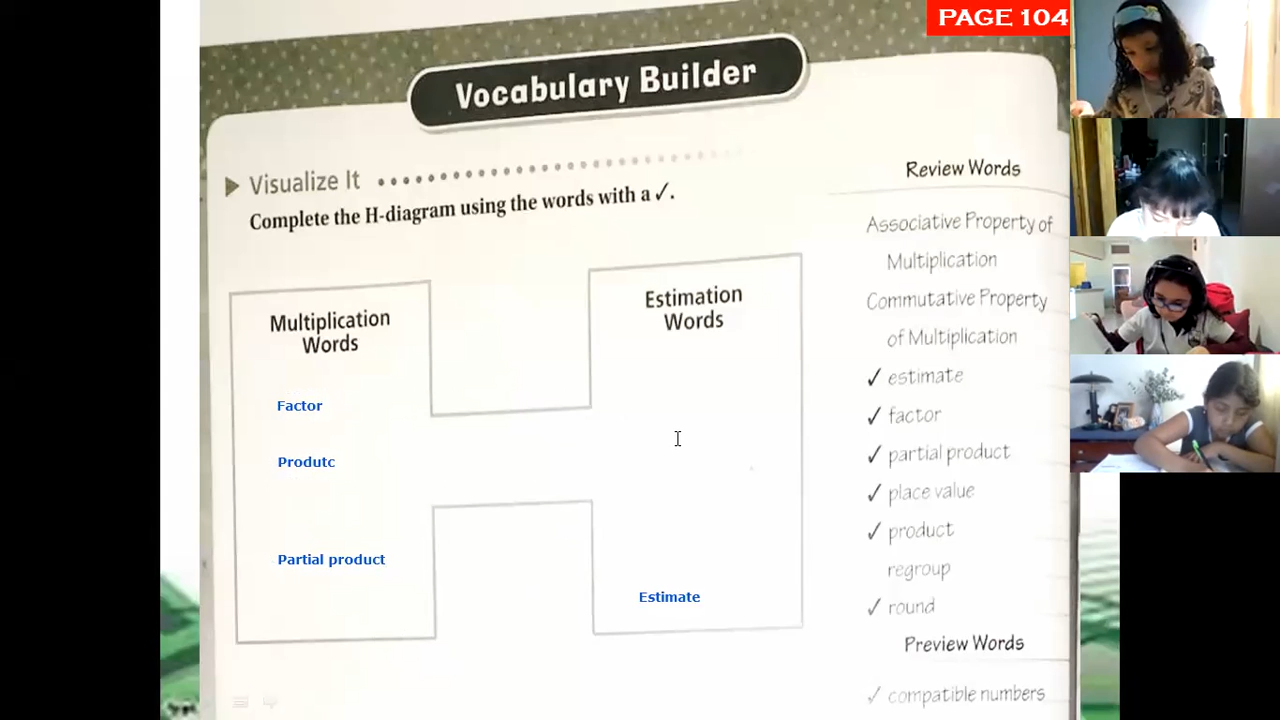 PAGE 104
Vocabulary Builder
Visualize It
Complete the H-diagram using the words with a ✓.
Multiplication
Words
Factor
Produtc
Partial product
Estimation
Words
Estimate
Review Words
Associative Property of
Multiplication
Commutative Property
of Multiplication
✓ estimate
✓ factor
✓ partial product
✓ place value
✓ product
regroup
✓ round
Preview Words
✓ compatible numbers